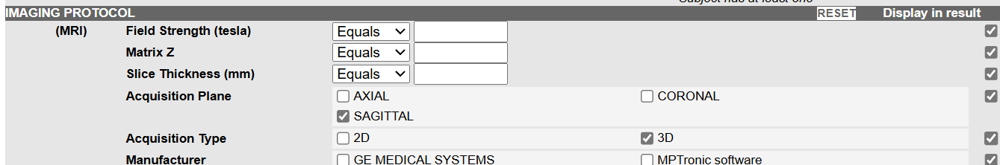 Subject has at least one
IMAGING PROTOCOL RESET Display in result
(MRI) Field Strength (tesla) Equals
Matrix Z Equals
Slice Thickness (mm) Equals
Acquisition Plane AXIAL CORONAL
SAGITTAL
Acquisition Type 2D 3D
Manufacturer GE MEDICAL SYSTEMS MPTronic software